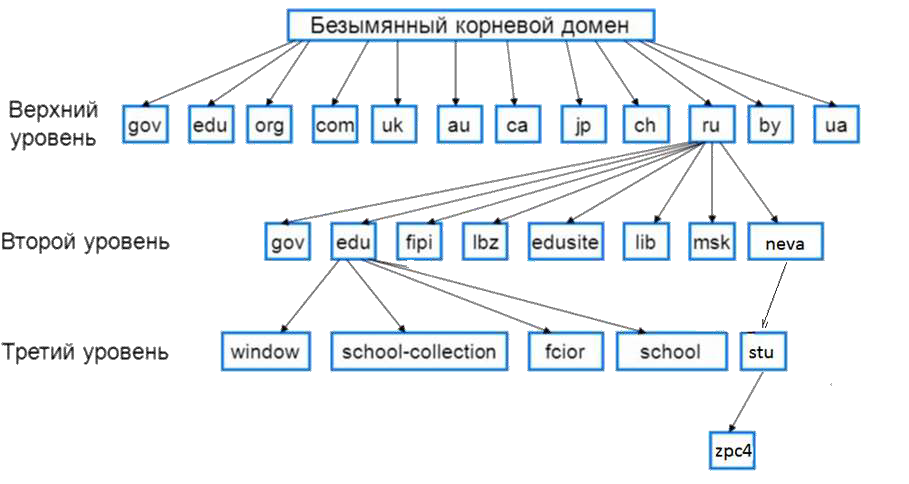 Безымянный корневой домен
Верхний уровень
gov edu org com uk au ca jp ch ru by ua
Второй уровень
gov edu fipi lbz edusite lib msk neva
Третий уровень
window school-collection fcior school stu
zpc4